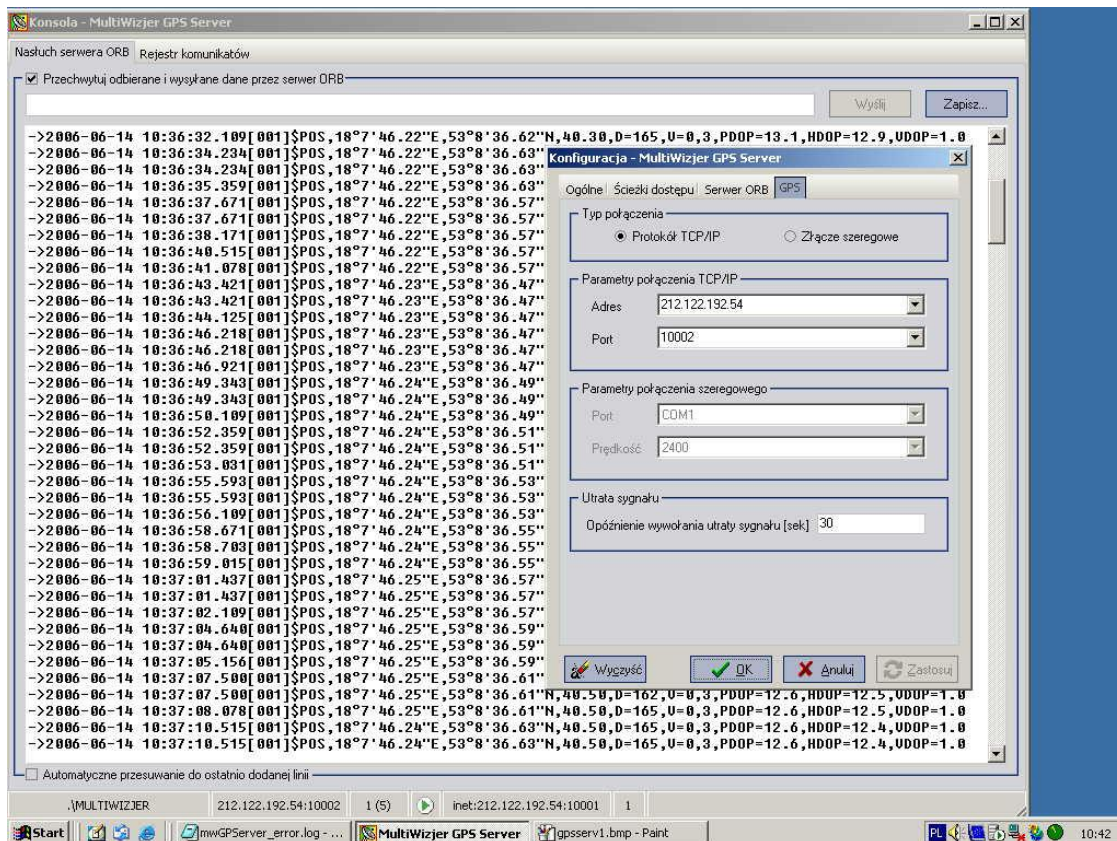 Konsola - MultiWizjer GPS Server
Nasłuch serwera ORB Rejestr komunikatów
Przechwytuj odbierane i wysyłane dane przez serwer ORB
Wyślij Zapisz...
->2006-06-14 10:36:32.109[001]$POS,18°7'46.22"E,53°8'36.62"N,40.30,D=165,V=0,3,PDOP=13.1,HDOP=12.9,VDOP=1.0
->2006-06-14 10:36:34.234[001]$POS,18°7'46.22"E,53°8'36.63"
->2006-06-14 10:36:34.234[001]$POS,18°7'46.22"E,53°8'36.63"
->2006-06-14 10:36:35.359[001]$POS,18°7'46.22"E,53°8'36.63"
->2006-06-14 10:36:37.671[001]$POS,18°7'46.22"E,53°8'36.57"
->2006-06-14 10:36:37.671[001]$POS,18°7'46.22"E,53°8'36.57"
->2006-06-14 10:36:38.171[001]$POS,18°7'46.22"E,53°8'36.57"
->2006-06-14 10:36:40.515[001]$POS,18°7'46.22"E,53°8'36.57"
->2006-06-14 10:36:41.078[001]$POS,18°7'46.22"E,53°8'36.57"
->2006-06-14 10:36:43.421[001]$POS,18°7'46.22"E,53°8'36.47"
->2006-06-14 10:36:43.421[001]$POS,18°7'46.22"E,53°8'36.47"
->2006-06-14 10:36:44.125[001]$POS,18°7'46.22"E,53°8'36.47"
->2006-06-14 10:36:46.218[001]$POS,18°7'46.23"E,53°8'36.47"
->2006-06-14 10:36:46.218[001]$POS,18°7'46.23"E,53°8'36.47"
->2006-06-14 10:36:46.921[001]$POS,18°7'46.23"E,53°8'36.47"
->2006-06-14 10:36:49.343[001]$POS,18°7'46.24"E,53°8'36.49"
->2006-06-14 10:36:49.343[001]$POS,18°7'46.24"E,53°8'36.49"
->2006-06-14 10:36:50.109[001]$POS,18°7'46.24"E,53°8'36.49"
->2006-06-14 10:36:52.359[001]$POS,18°7'46.24"E,53°8'36.51"
->2006-06-14 10:36:52.359[001]$POS,18°7'46.24"E,53°8'36.51"
->2006-06-14 10:36:53.031[001]$POS,18°7'46.24"E,53°8'36.51"
->2006-06-14 10:36:55.593[001]$POS,18°7'46.24"E,53°8'36.53"
->2006-06-14 10:36:55.593[001]$POS,18°7'46.24"E,53°8'36.53"
->2006-06-14 10:36:56.109[001]$POS,18°7'46.24"E,53°8'36.53"
->2006-06-14 10:36:58.671[001]$POS,18°7'46.24"E,53°8'36.55"
->2006-06-14 10:36:58.703[001]$POS,18°7'46.24"E,53°8'36.55"
->2006-06-14 10:36:59.015[001]$POS,18°7'46.24"E,53°8'36.55"
->2006-06-14 10:37:01.437[001]$POS,18°7'46.25"E,53°8'36.57"
->2006-06-14 10:37:01.437[001]$POS,18°7'46.25"E,53°8'36.57"
->2006-06-14 10:37:02.109[001]$POS,18°7'46.25"E,53°8'36.57"
->2006-06-14 10:37:04.640[001]$POS,18°7'46.25"E,53°8'36.59"
->2006-06-14 10:37:04.640[001]$POS,18°7'46.25"E,53°8'36.59"
->2006-06-14 10:37:05.156[001]$POS,18°7'46.25"E,53°8'36.59"
->2006-06-14 10:37:07.500[001]$POS,18°7'46.25"E,53°8'36.61"
->2006-06-14 10:37:07.500[001]$POS,18°7'46.25"E,53°8'36.61"N,40.50,D=162,V=0,3,PDOP=12.6,HDOP=12.5,VDOP=1.0
->2006-06-14 10:37:08.078[001]$POS,18°7'46.25"E,53°8'36.61"N,40.50,D=162,V=0,3,PDOP=12.6,HDOP=12.5,VDOP=1.0
->2006-06-14 10:37:10.515[001]$POS,18°7'46.24"E,53°8'36.63"N,40.50,D=165,V=0,3,PDOP=12.6,HDOP=12.4,VDOP=1.0
->2006-06-14 10:37:10.515[001]$POS,18°7'46.24"E,53°8'36.63"N,40.50,D=165,V=0,3,PDOP=12.6,HDOP=12.4,VDOP=1.0
Konfiguracja - MultiWizjer GPS Server
Ogólne Ścieżki dostępu Serwer ORB GPS
Typ połączenia
Protokół TCP/IP Złącze szeregowe
Parametry połączenia TCP/IP
Adres 212.122.192.54
Port 10002
Parametry połączenia szeregowego
Port COM1
Prędkość 2400
Utrata sygnału
Opóźnienie wywołania utraty sygnału [sek] 30
Wyczyść OK Anuluj Zastosuj
Automatyczne przesuwanie do ostatnio dodanej linii
.\MULTIWIZJER 212.122.192.54:10002 1 (5) inet:212.122.192.54:10001 1
Start mwGPServer_error.log - ... MultiWizjer GPS Server gpsserv1.bmp - Paint PL 10:42